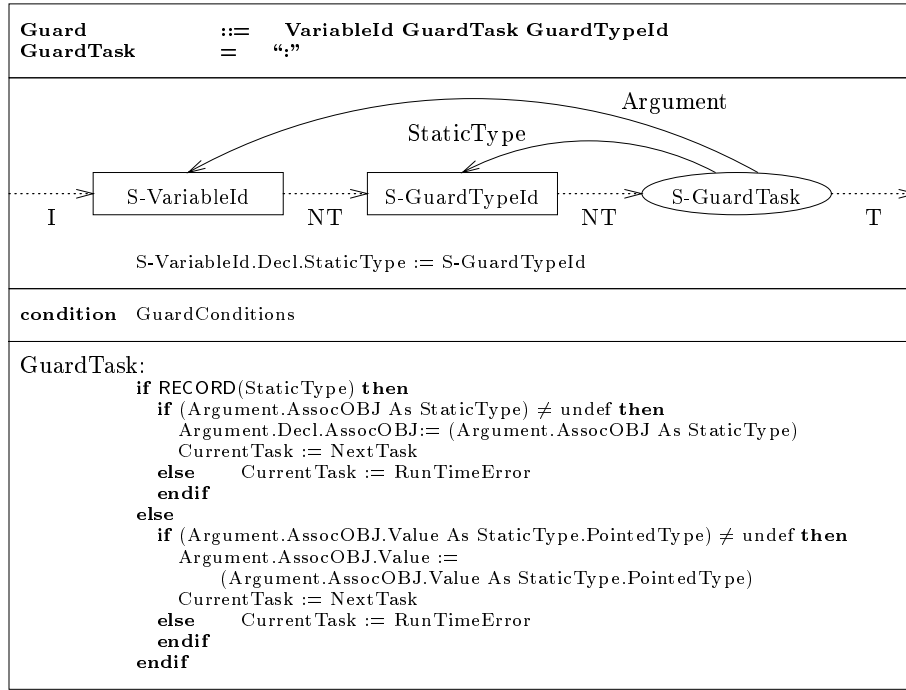 Guard ::= VariableId GuardTask GuardTypeId
GuardTask = “:”
Argument
StaticType
S-VariableId S-GuardTypeId S-GuardTask
I NT NT T
S-VariableId.Decl.StaticType := S-GuardTypeId
condition GuardConditions
GuardTask:
if RECORD(StaticType) then
if (Argument.AssocOBJ As StaticType) ≠ undef then
Argument.Decl.AssocOBJ:= (Argument.AssocOBJ As StaticType)
CurrentTask := NextTask
else CurrentTask := RunTimeError
endif
else
if (Argument.AssocOBJ.Value As StaticType.PointedType) ≠ undef then
Argument.AssocOBJ.Value :=
(Argument.AssocOBJ.Value As StaticType.PointedType)
CurrentTask := NextTask
else CurrentTask := RunTimeError
endif
endif